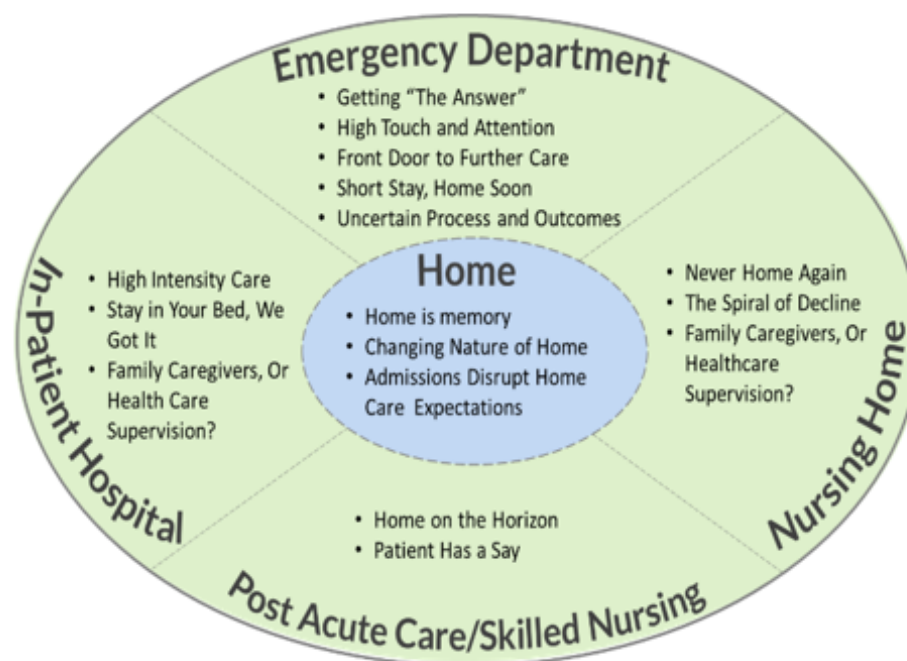 Emergency Department
• Getting “The Answer”
• High Touch and Attention
• Front Door to Further Care
• Short Stay, Home Soon
• Uncertain Process and Outcomes
In-Patient Hospital
• High Intensity Care
• Stay in Your Bed, We
Got It
• Family Caregivers, Or
Health Care
Supervision?
Home
• Home is memory
• Changing Nature of Home
• Admissions Disrupt Home
Care Expectations
• Never Home Again
• The Spiral of Decline
• Family Caregivers, Or
Healthcare
Supervision?
Nursing Home
• Home on the Horizon
• Patient Has a Say
Post Acute Care/Skilled Nursing